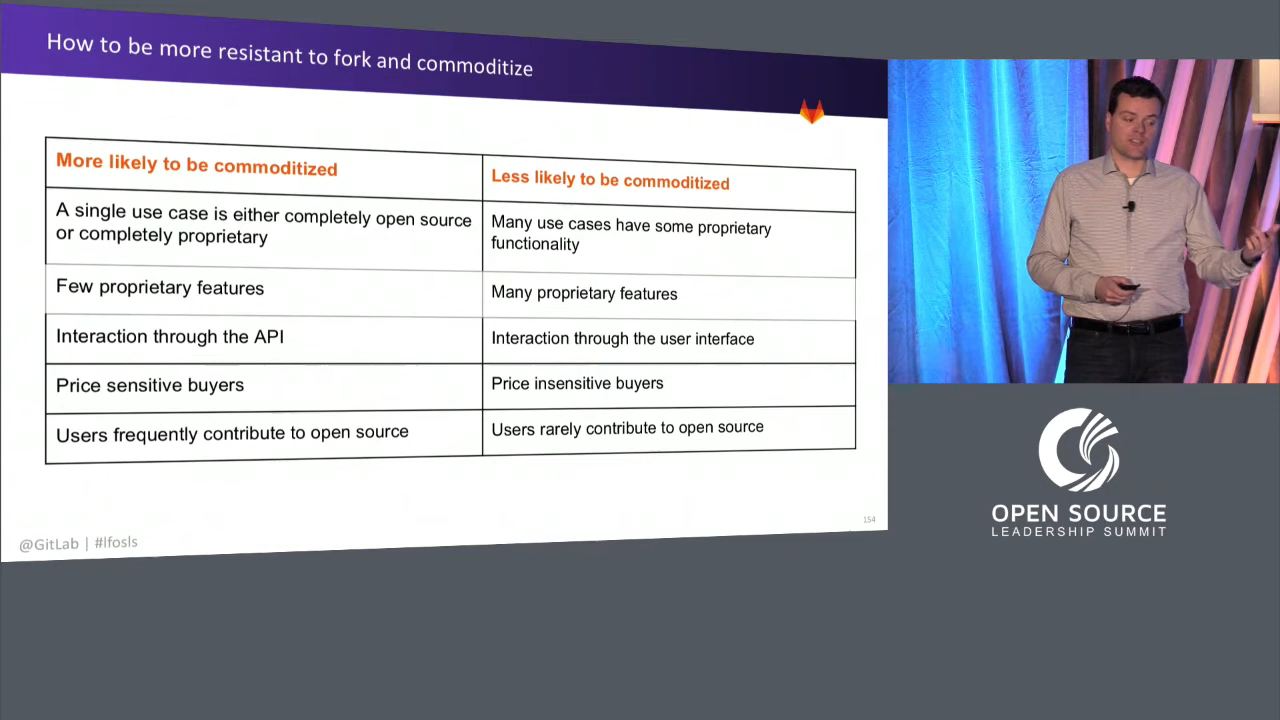 How to be more resistant to fork and commoditize
More likely to be commoditized
Less likely to be commoditized
A single use case is either completely open source
or completely proprietary
Many use cases have some proprietary
functionality
Few proprietary features
Many proprietary features
Interaction through the API
Interaction through the user interface
Price sensitive buyers
Price insensitive buyers
Users frequently contribute to open source
Users rarely contribute to open source
154
@GitLab | #lfosls
OPEN SOURCE
LEADERSHIP SUMMIT